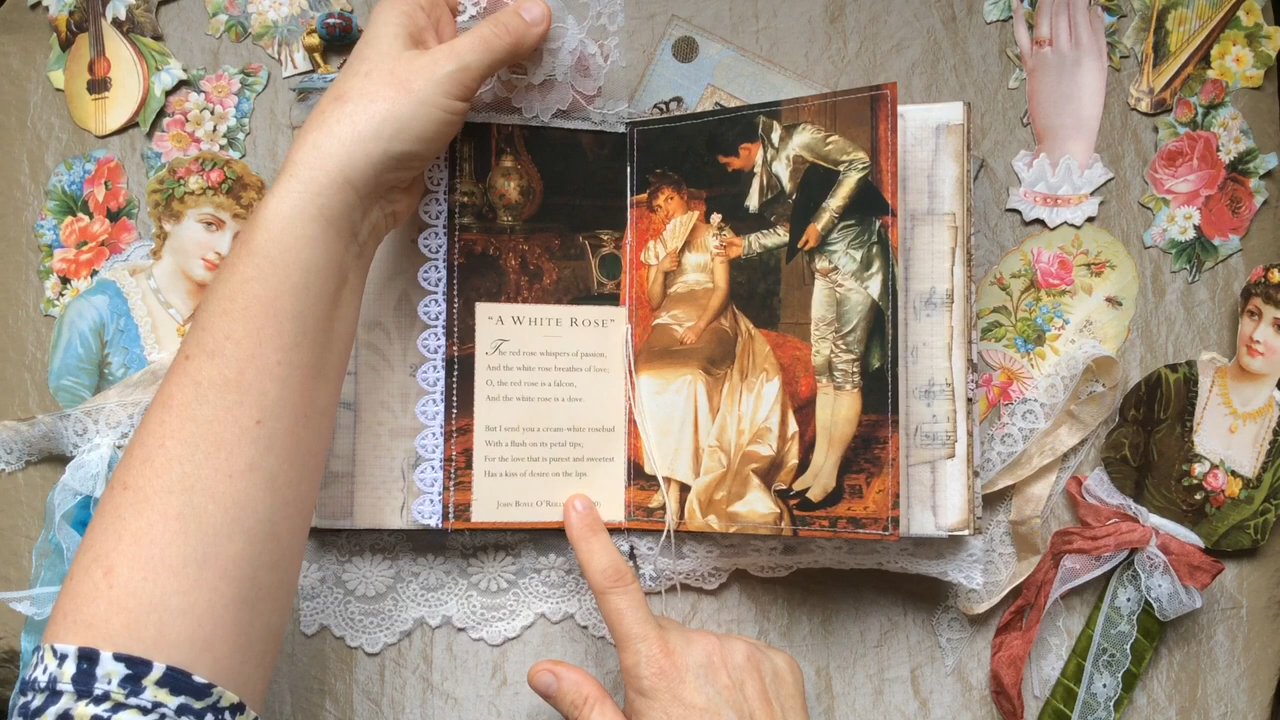 "A WHITE ROSE"
The red rose whispers of passion,
And the white rose breathes of love;
O, the red rose is a falcon,
And the white rose is a dove.
But I send you a cream-white rosebud
With a flush on its petal tips;
For the love that is purest and sweetest
Has a kiss of desire on the lips
JOHN BOYLE O'REILLY